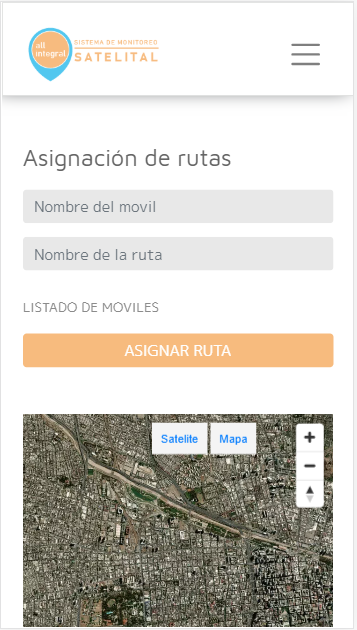 all
integral
SISTEMA DE MONITOREO
SATELITAL
Asignación de rutas
Nombre del movil
Nombre de la ruta
LISTADO DE MOVILES
ASIGNAR RUTA
Satelite
Mapa